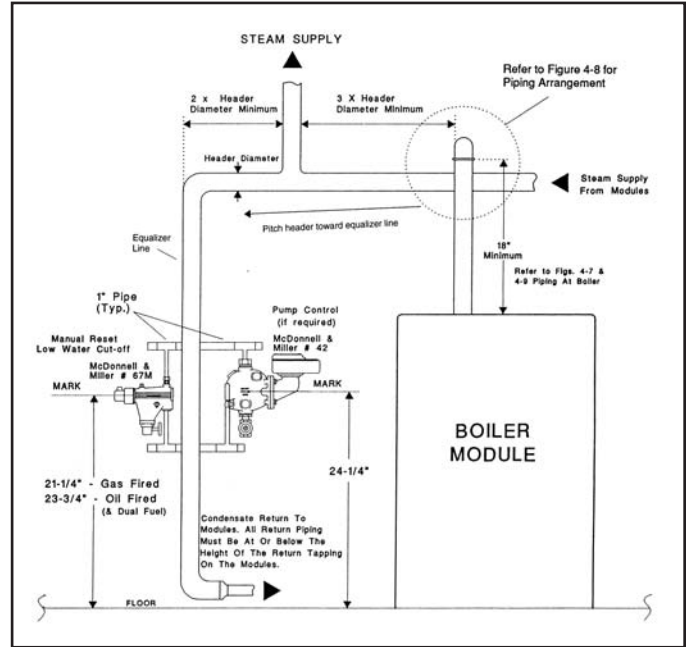 STEAM SUPPLY
Refer to Figure 4-8 for
Piping Arrangement
2 x Header
Diameter Minimum
3 X Header
Diameter Minimum
Header Diameter
Steam Supply
From Modules
Pitch header toward equalizer line
Equalizer
Line
18"
Minimum
Refer to Figs. 4-7 &
4-9 Piping At Boiler
1" Pipe
(Typ.)
Pump Control
(if required)
Manual Reset
Low Water Cut-off
McDonnell &
Miller # 42
McDonnell &
Miller # 67M
MARK
MARK
BOILER
MODULE
24-1/4"
21-1/4" - Gas Fired
23-3/4" - Oil Fired
(& Dual Fuel)
Condensate Return To
Modules. All Return Piping
Must Be At Or Below The
Height Of The Return Tapping
On The Modules.
FLOOR